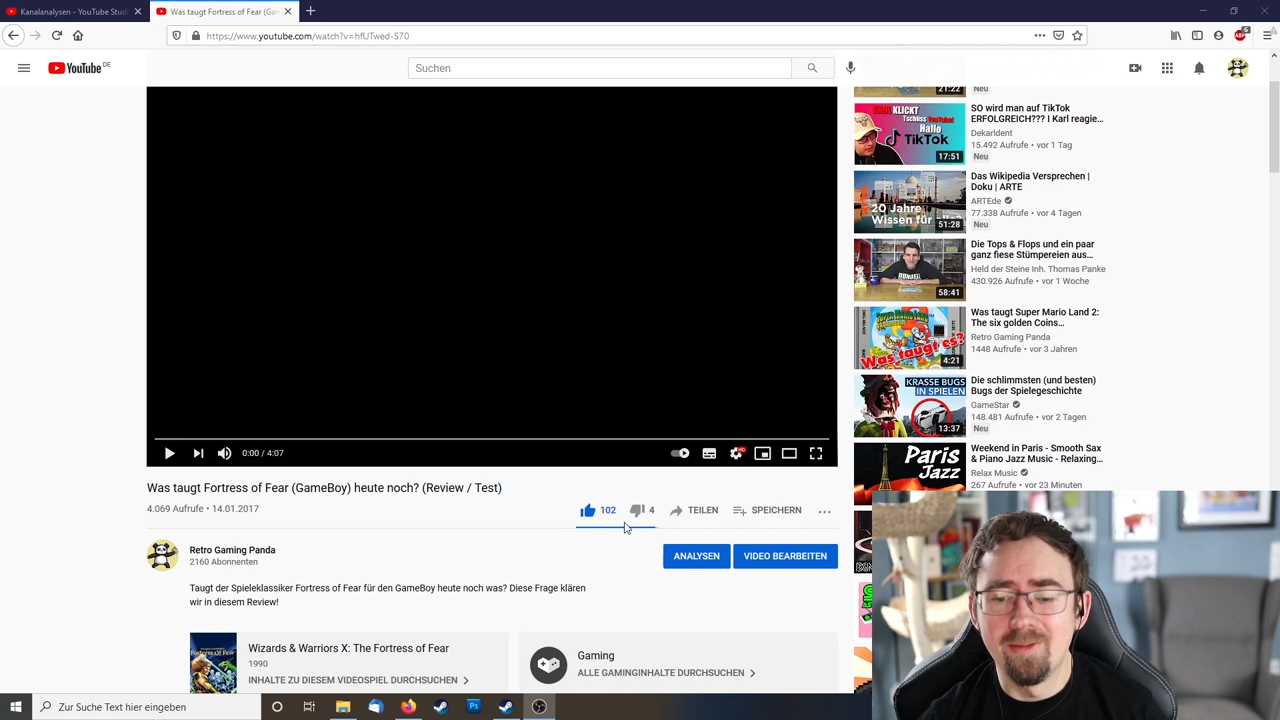 Kanalanalysen - YouTube Stud
Was taugt Fortress of Fear (Gam
https://www.youtube.com/watch?v=hfUTwed-S70
ABP
6
YouTube DE
Suchen
21:22
Neu
KLICKT
Tschüss YouTube!
Hallo
TikTok
17:51
SO wird man auf TikTok
ERFOLGREICH??? I Karl reagie...
Dekarldent
15.492 Aufrufe • vor 1 Tag
Neu
20 Jahre
Wissen für
51:28
Das Wikipedia Versprechen |
Doku | ARTE
ARTEde
77.338 Aufrufe • vor 4 Tagen
Neu
58:41
Die Tops & Flops und ein paar
ganz fiese Stümpereien aus...
Held der Steine Inh. Thomas Panke
430.926 Aufrufe • vor 1 Woche
Was taugt es?
4:21
Was taugt Super Mario Land 2:
The six golden Coins...
Retro Gaming Panda
1448 Aufrufe • vor 3 Jahren
KRASSE BUGS
IN SPIELEN
13:37
Die schlimmsten (und besten)
Bugs der Spielegeschichte
GameStar
148.481 Aufrufe • vor 2 Tagen
Neu
Paris
Jazz
Weekend in Paris - Smooth Sax
& Piano Jazz Music - Relaxing...
Relax Music
267 Aufrufe • vor 23 Minuten
0:00 / 4:07
HD
Was taugt Fortress of Fear (GameBoy) heute noch? (Review / Test)
4.069 Aufrufe • 14.01.2017
102
4
TEILEN
SPEICHERN
Retro Gaming Panda
2160 Abonnenten
ANALYSEN
VIDEO BEARBEITEN
Taugt der Spieleklassiker Fortress of Fear für den GameBoy heute noch was? Diese Frage klären
wir in diesem Review!
Wizards & Warriors X: The Fortress of Fear
1990
INHALTE ZU DIESEM VIDEOSPIEL DURCHSUCHEN
Gaming
ALLE GAMINGINHALTE DURCHSUCHEN
Zur Suche Text hier eingeben
Ps